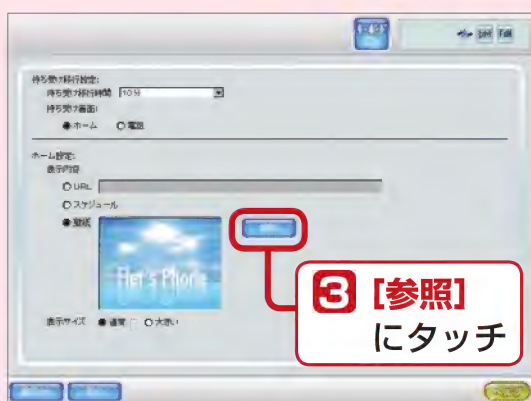 待ち受け移行設定:
待ち受け移行時間 10分
待ち受け画面:
ホーム 電話
ホーム設定:
表示内容
URL
スケジュール
壁紙
Flet's Phone
3 [参照]
にタッチ
表示サイズ 通常 大きい